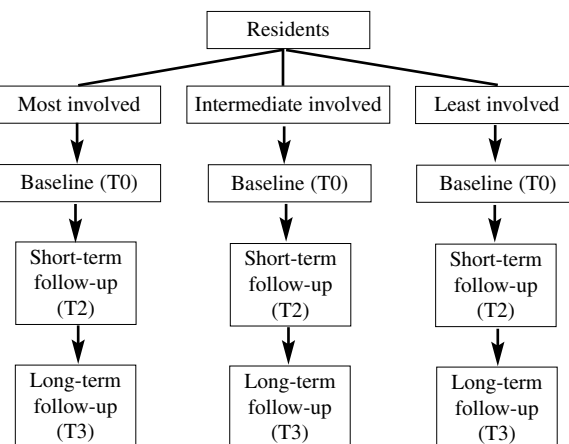 Residents
Most involved
Intermediate involved
Least involved
Baseline (T0)
Baseline (T0)
Baseline (T0)
Short-term
follow-up
(T2)
Short-term
follow-up
(T2)
Short-term
follow-up
(T2)
Long-term
follow-up
(T3)
Long-term
follow-up
(T3)
Long-term
follow-up
(T3)